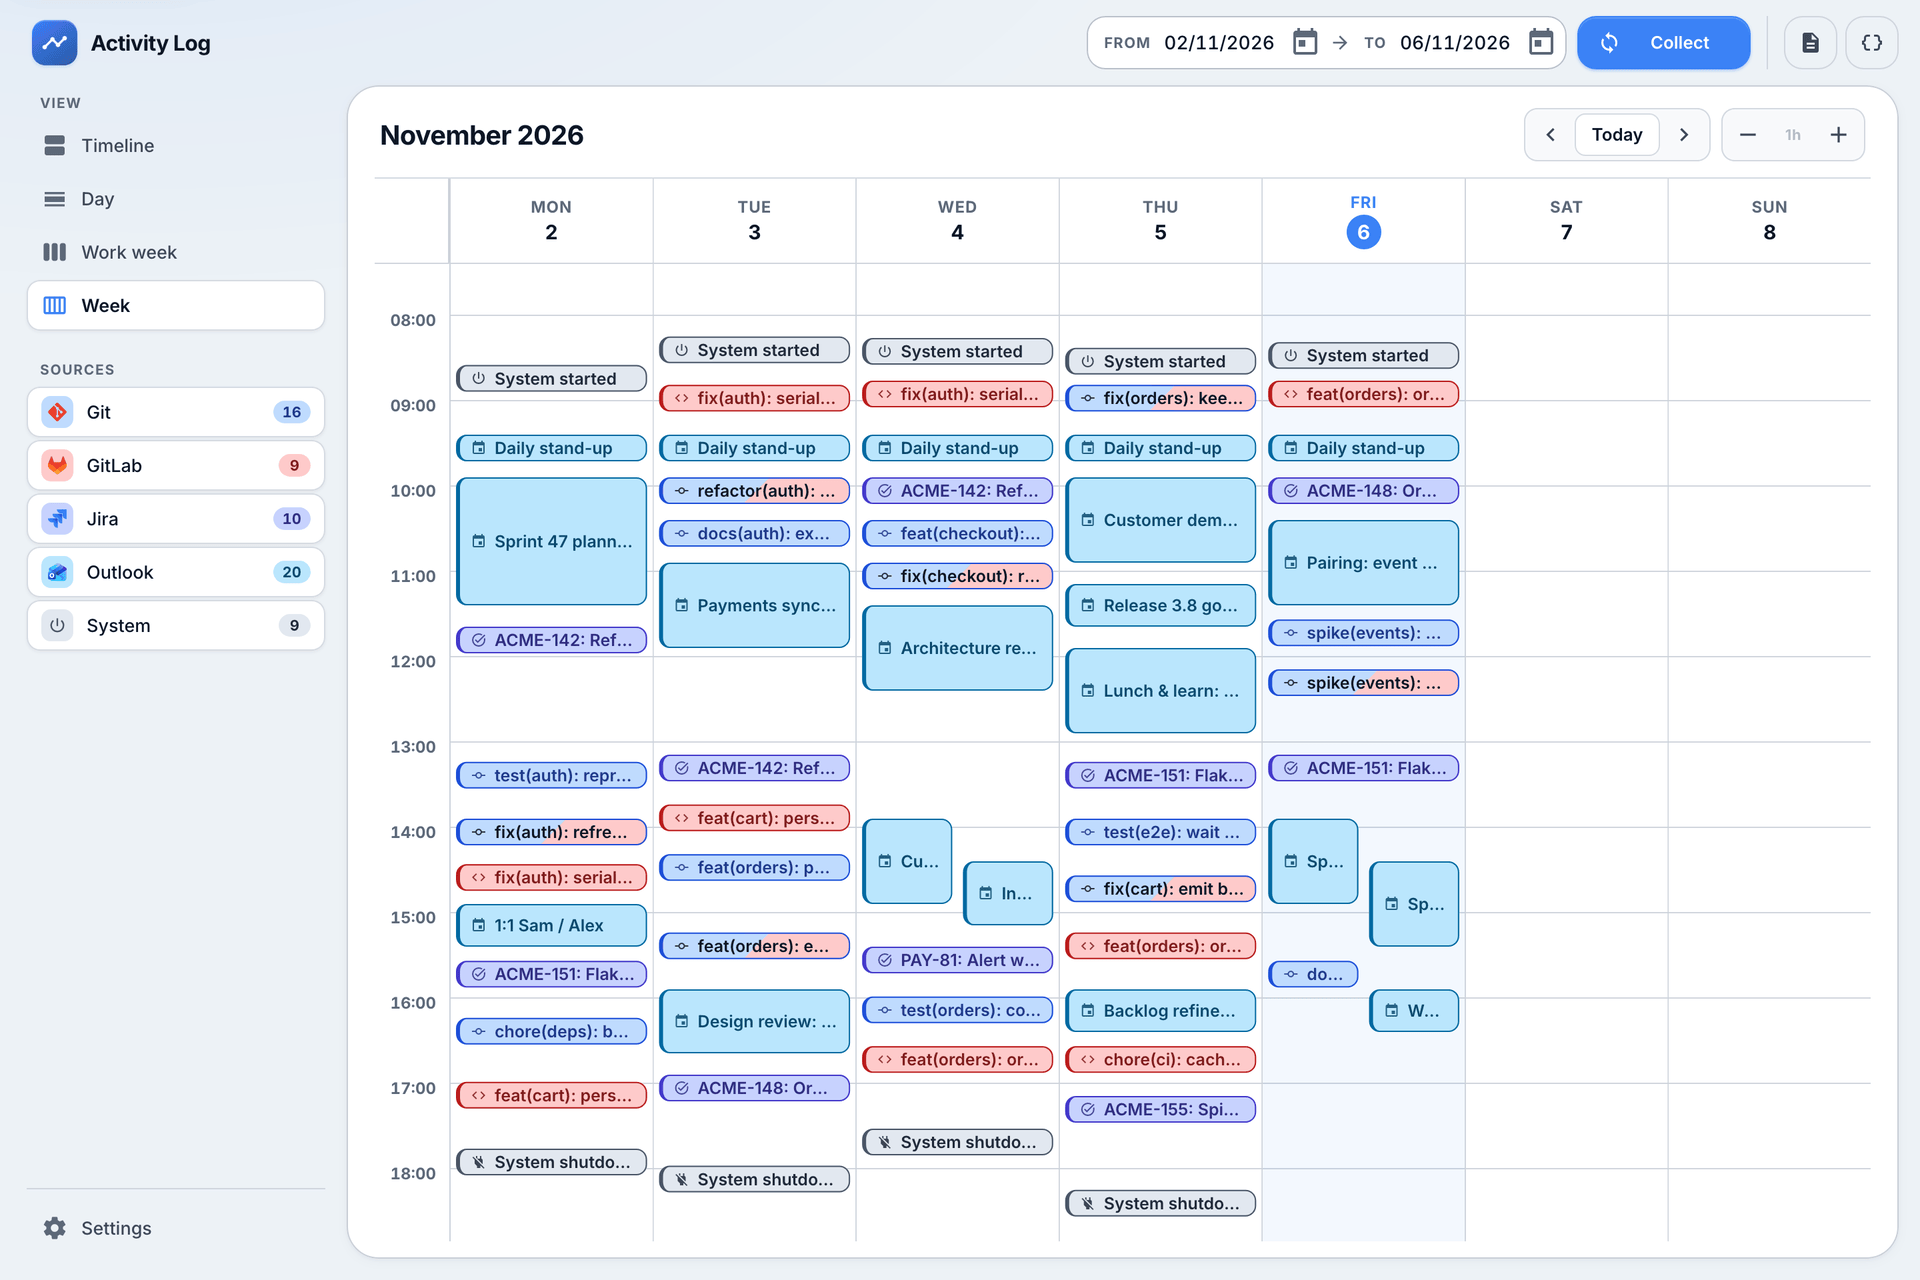 Activity Log
FROM 02/11/2026 → TO 06/11/2026
Collect
VIEW
Timeline
Day
Work week
Week
SOURCES
Git 16
GitLab 9
Jira 10
Outlook 20
System 9
Settings
November 2026
Today
1h
MON 2
TUE 3
WED 4
THU 5
FRI 6
SAT 7
SUN 8
08:00
09:00
10:00
11:00
12:00
13:00
14:00
15:00
16:00
17:00
18:00
System started
Daily stand-up
Sprint 47 plann...
ACME-142: Ref...
test(auth): repr...
fix(auth): refre...
fix(auth): serial...
1:1 Sam / Alex
ACME-151: Flak...
chore(deps): b...
feat(cart): pers...
System shutdo...
System started
fix(auth): serial...
Daily stand-up
refactor(auth): ...
docs(auth): ex...
Payments sync...
ACME-142: Ref...
feat(cart): pers...
feat(orders): p...
feat(orders): e...
Design review: ...
ACME-148: Or...
System shutdo...
System started
fix(auth): serial...
Daily stand-up
ACME-142: Ref...
feat(checkout):...
fix(checkout): r...
Architecture re...
Cu...
In...
PAY-81: Alert w...
test(orders): co...
feat(orders): or...
System shutdo...
System started
fix(orders): kee...
Daily stand-up
Customer dem...
Release 3.8 go...
Lunch & learn: ...
ACME-151: Flak...
test(e2e): wait ...
fix(cart): emit b...
feat(orders): or...
Backlog refine...
chore(ci): cach...
ACME-155: Spi...
System shutdo...
System started
feat(orders): or...
Daily stand-up
ACME-148: Or...
Pairing: event ...
spike(events): ...
spike(events): ...
ACME-151: Flak...
Sp...
Sp...
do...
W...